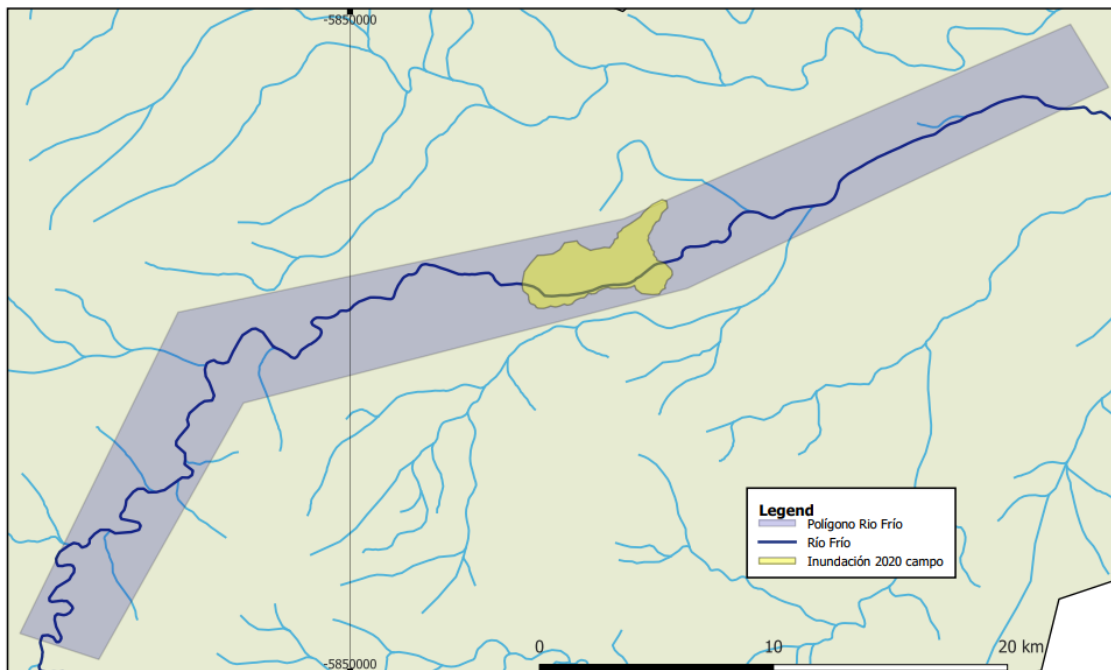 -5850000
Legend
Polígono Rio Frío
Río Frío
Inundación 2020 campo
0
10
20 km
-5850000